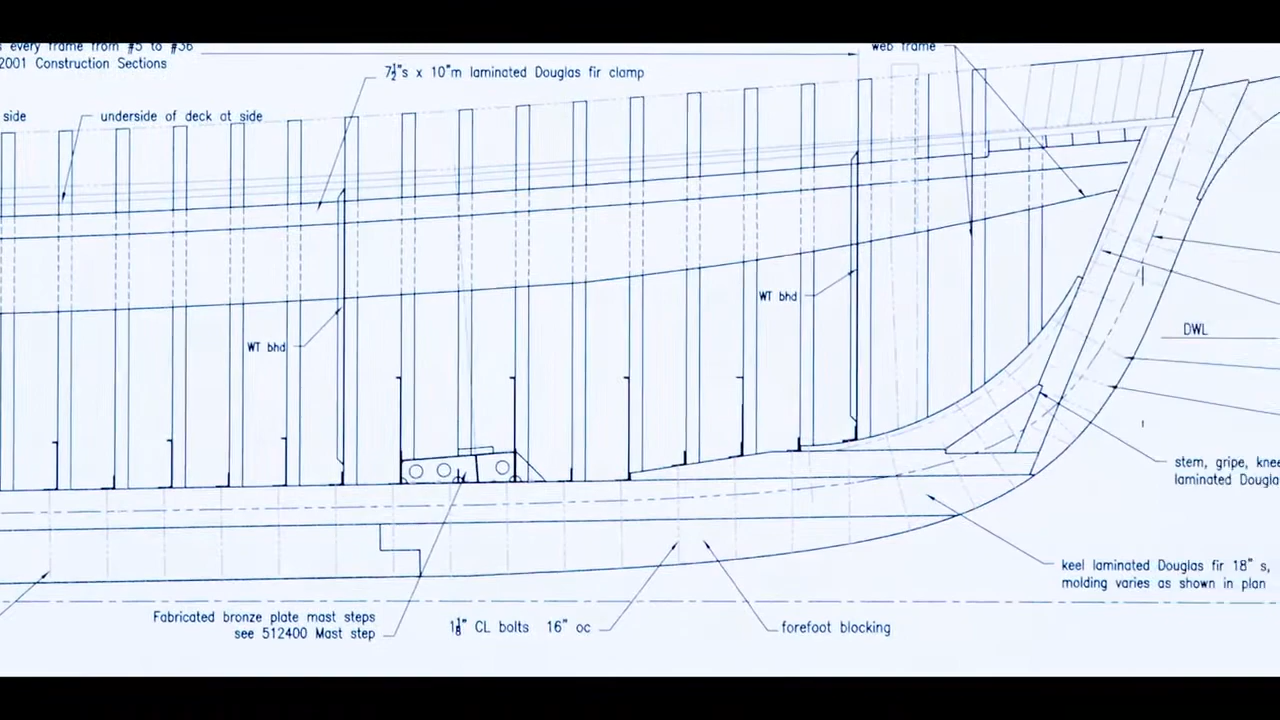 s every frame from #5 to #36
2001 Construction Sections
web frame
7½"s x 10"m laminated Douglas fir clamp
side
underside of deck at side
WT bhd
WT bhd
DWL
stem, gripe, knee
laminated Dougla
keel laminated Douglas fir 18" s,
molding varies as shown in plan
Fabricated bronze plate mast steps
see 512400 Mast step
1⅛" CL bolts 16" oc
forefoot blocking